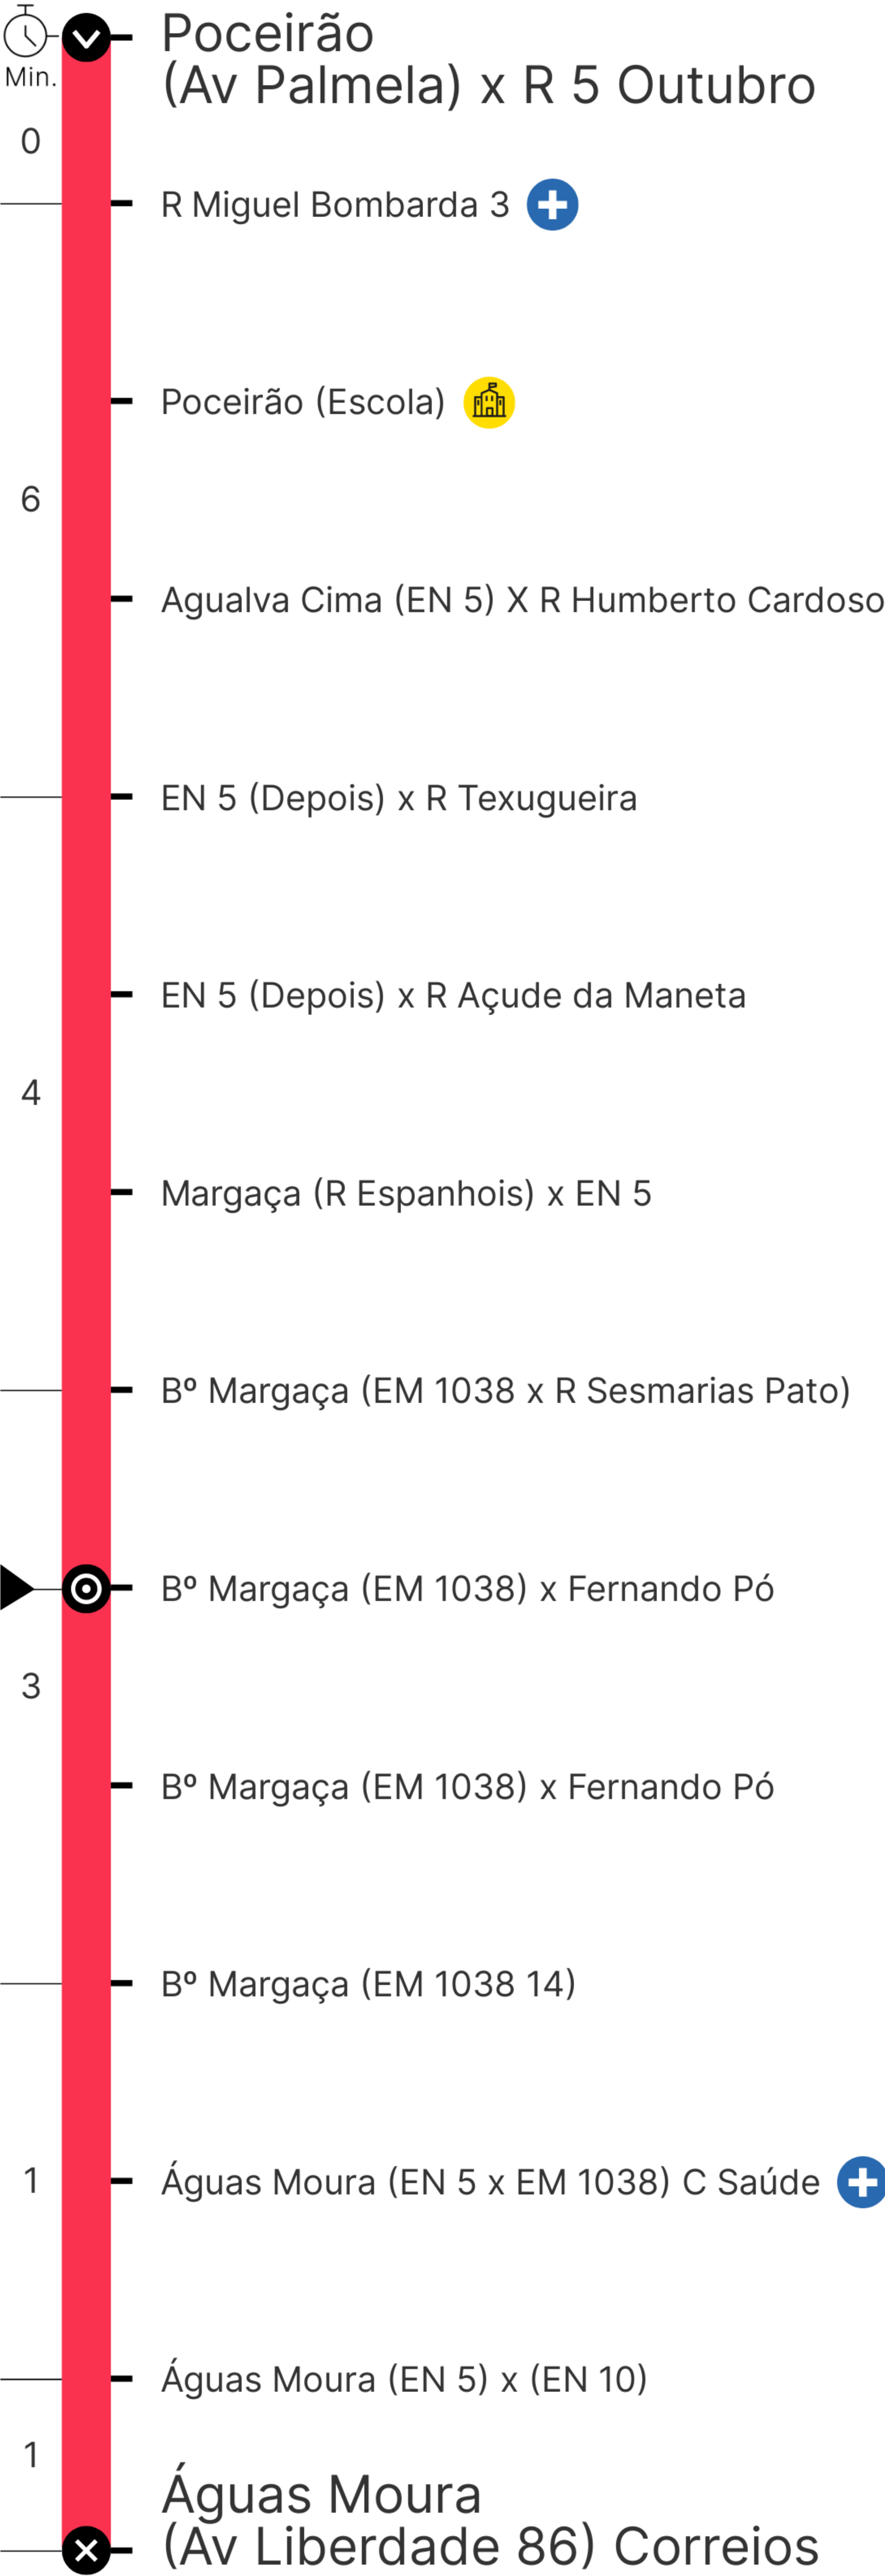 Poceirão
(Av Palmela) x R 5 Outubro
Min.
0
R Miguel Bombarda 3
Poceirão (Escola)
6
Agualva Cima (EN 5) X R Humberto Cardoso
EN 5 (Depois) x R Texugueira
EN 5 (Depois) x R Açude da Maneta
4
Margaça (R Espanhois) x EN 5
Bº Margaça (EM 1038 x R Sesmarias Pato)
Bº Margaça (EM 1038) x Fernando Pó
3
Bº Margaça (EM 1038) x Fernando Pó
Bº Margaça (EM 1038 14)
1
Águas Moura (EN 5 x EM 1038) C Saúde
Águas Moura (EN 5) x (EN 10)
1
Águas Moura
(Av Liberdade 86) Correios